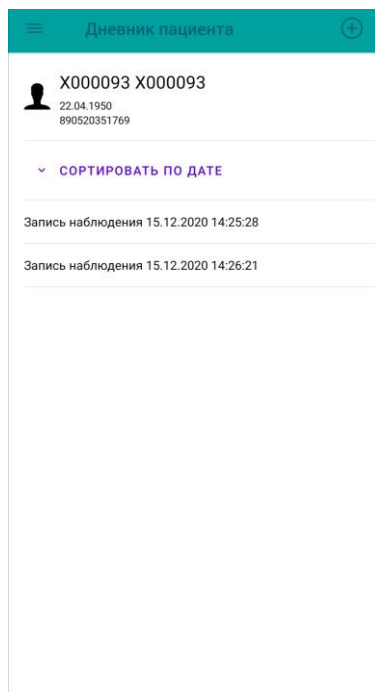 Дневник пациента
X000093 X000093
22.04.1950
890520351769
СОРТИРОВАТЬ ПО ДАТЕ
Запись наблюдения 15.12.2020 14:25:28
Запись наблюдения 15.12.2020 14:26:21